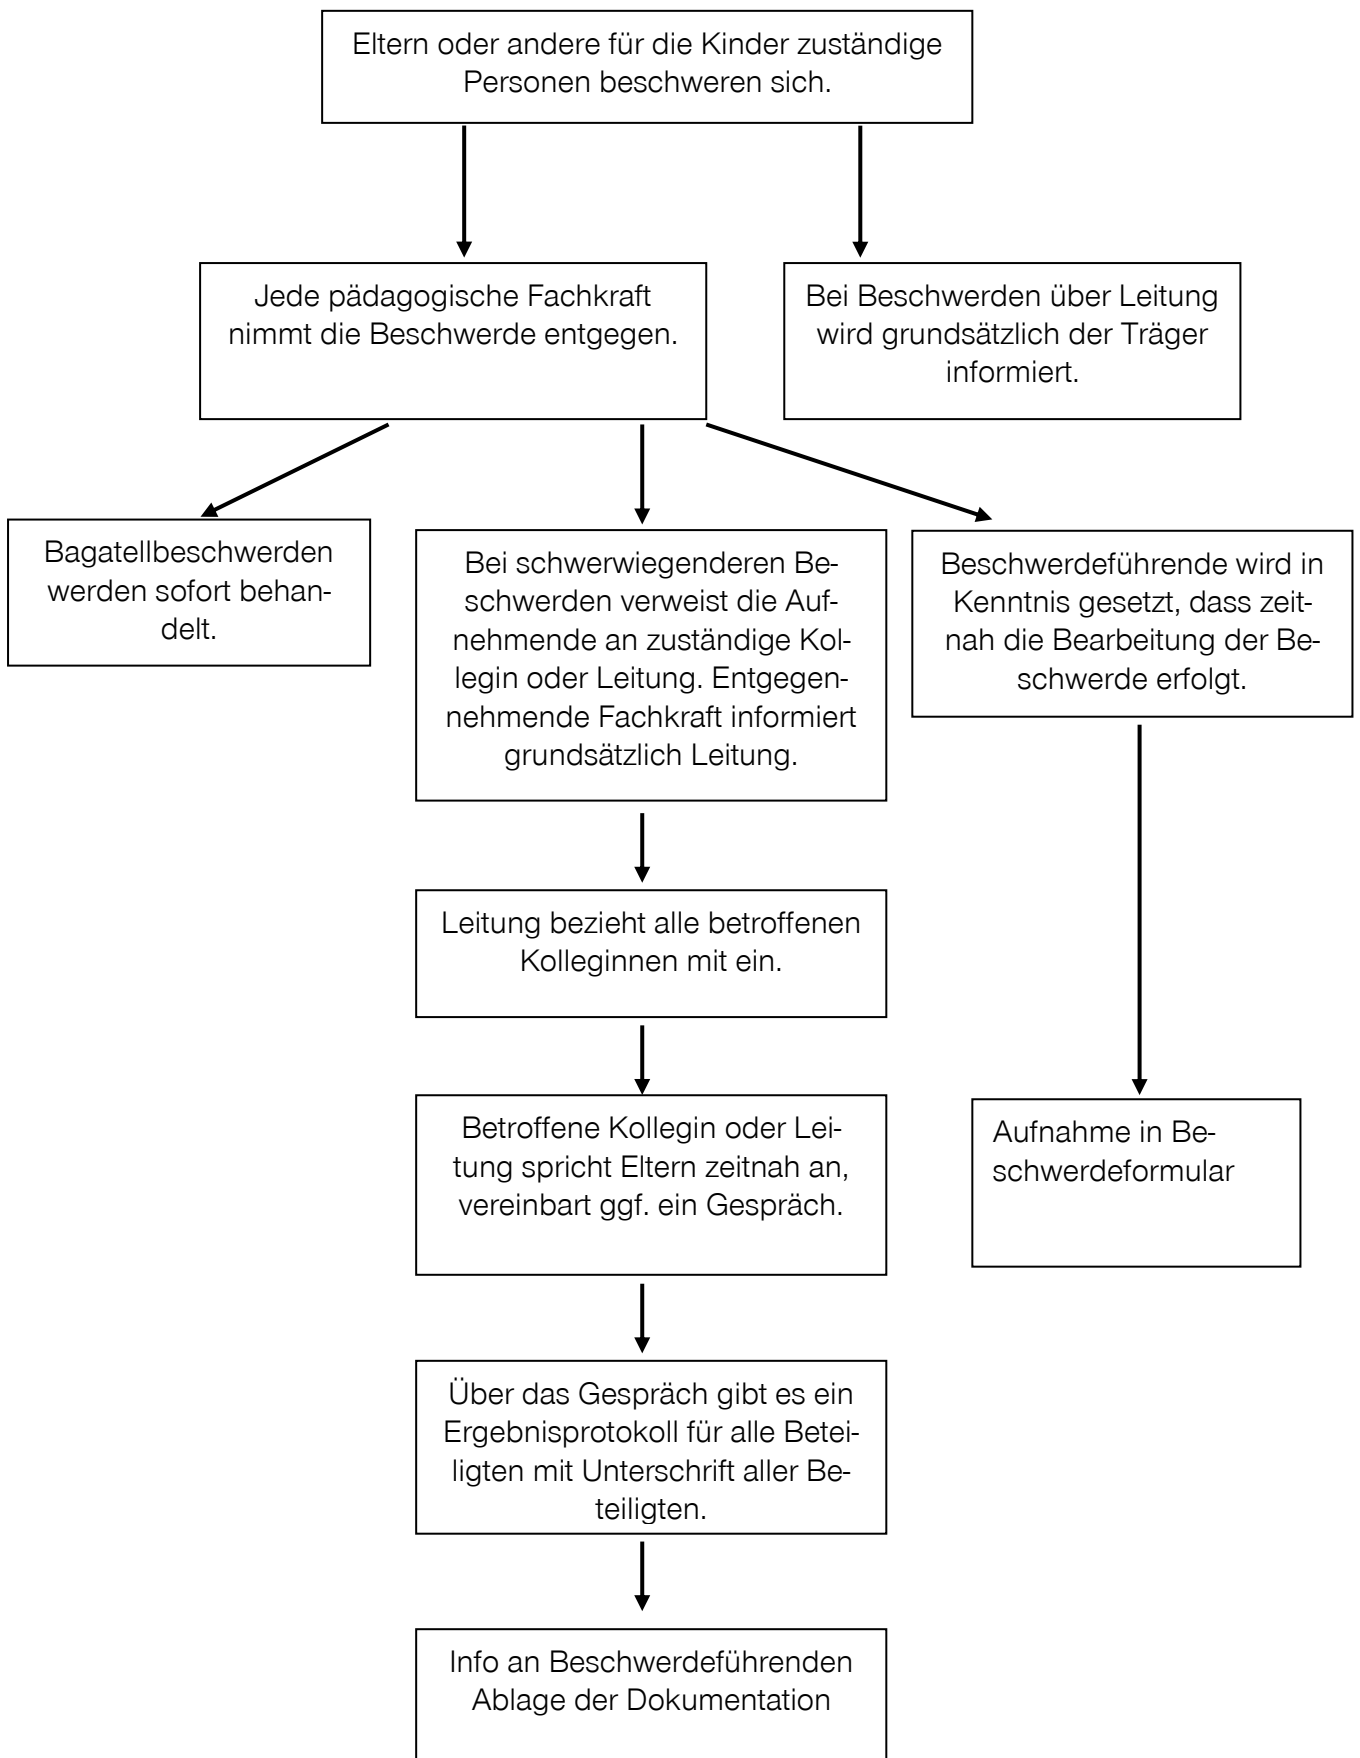 Eltern oder andere für die Kinder zuständige
Personen beschweren sich.
Jede pädagogische Fachkraft
nimmt die Beschwerde entgegen.
Bei Beschwerden über Leitung
wird grundsätzlich der Träger
informiert.
Bagatellbeschwerden
werden sofort behan-
delt.
Bei schwerwiegenderen Be-
schwerden verweist die Auf-
nehmende an zuständige Kol-
legin oder Leitung. Entgegen-
nehmende Fachkraft informiert
grundsätzlich Leitung.
Beschwerdeführende wird in
Kenntnis gesetzt, dass zeit-
nah die Bearbeitung der Be-
schwerde erfolgt.
Leitung bezieht alle betroffenen
Kolleginnen mit ein.
Betroffene Kollegin oder Lei-
tung spricht Eltern zeitnah an,
vereinbart ggf. ein Gespräch.
Aufnahme in Be-
schwerdeformular
Über das Gespräch gibt es ein
Ergebnisprotokoll für alle Betei-
ligten mit Unterschrift aller Be-
teiligten.
Info an Beschwerdeführenden
Ablage der Dokumentation